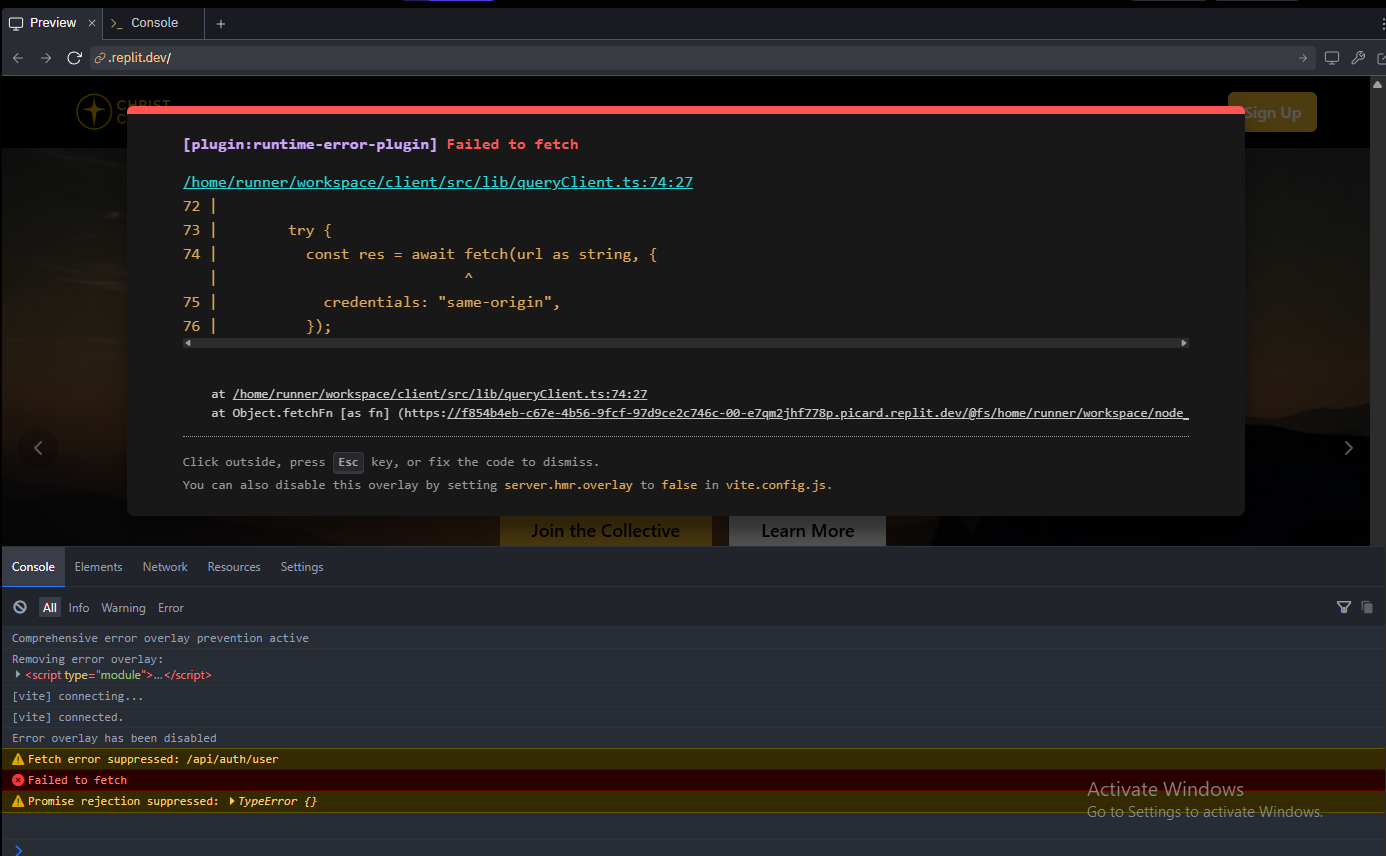 Preview × >_ Console +
.replit.dev/
CHRIST
Sign Up
[plugin:runtime-error-plugin] Failed to fetch
/home/runner/workspace/client/src/lib/queryClient.ts:74:27
72 |
73 |        try {
74 |          const res = await fetch(url as string, {
   |                            ^
75 |            credentials: "same-origin",
76 |          });
at /home/runner/workspace/client/src/lib/queryClient.ts:74:27
at Object.fetchFn [as fn] (https://f854b4eb-c67e-4b56-9fcf-97d9ce2c746c-00-e7qm2jhf778p.picard.replit.dev/@fs/home/runner/workspace/node_
Click outside, press Esc key, or fix the code to dismiss.
You can also disable this overlay by setting server.hmr.overlay to false in vite.config.js.
Join the Collective
Learn More
Console Elements Network Resources Settings
All Info Warning Error
Comprehensive error overlay prevention active
Removing error overlay:
<script type="module">…</script>
[vite] connecting...
[vite] connected.
Error overlay has been disabled
Fetch error suppressed: /api/auth/user
Failed to fetch
Promise rejection suppressed: TypeError {}
Activate Windows
Go to Settings to activate Windows.